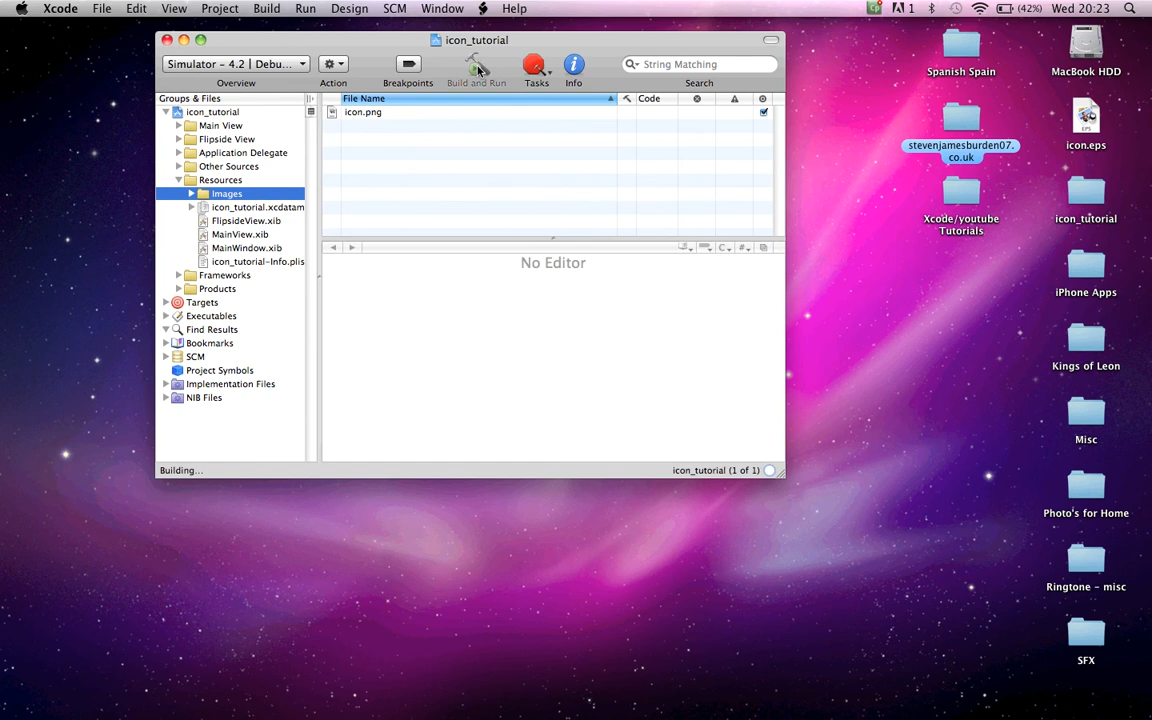 Xcode File Edit View Project Build Run Design SCM Window Help 1 (42%) Wed 20:23
icon_tutorial
Simulator – 4.2 | Debu...
String Matching
Overview Action Breakpoints Build and Run Tasks Info Search
Groups & Files
File Name Code
icon_tutorial
icon.png
Main View
Flipside View
Application Delegate
Other Sources
Resources
Images
icon_tutorial.xcdatam
FlipsideView.xib
MainView.xib
MainWindow.xib
icon_tutorial-Info.plis
Frameworks
Products
Targets
Executables
Find Results
Bookmarks
SCM
Project Symbols
Implementation Files
NIB Files
C #
No Editor
Building...
icon_tutorial (1 of 1)
Spanish Spain
stevenjamesburden07.
co.uk
Xcode/youtube
Tutorials
MacBook HDD
EPS
icon.eps
icon_tutorial
iPhone Apps
Kings of Leon
Misc
Photo's for Home
Ringtone – misc
SFX